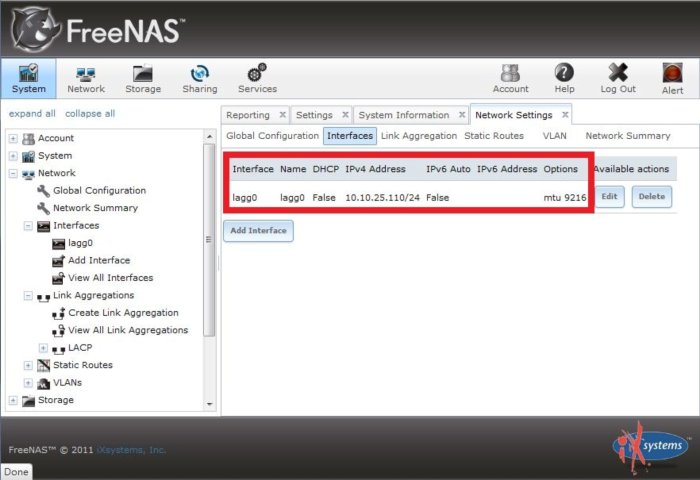 FreeNAS™
System Network Storage Sharing Services Account Help Log Out Alert
expand all collapse all
Reporting Settings System Information Network Settings
Global Configuration Interfaces Link Aggregation Static Routes VLAN Network Summary
Interface Name DHCP IPv4 Address IPv6 Auto IPv6 Address Options Available actions
lagg0 lagg0 False 10.10.25.110/24 False mtu 9216 Edit Delete
Add Interface
Account
System
Network
Global Configuration
Network Summary
Interfaces
lagg0
Add Interface
View All Interfaces
Link Aggregations
Create Link Aggregation
View All Link Aggregations
LACP
Static Routes
VLANs
Storage
FreeNAS™ © 2011 iXsystems, Inc.
iX systems
Done